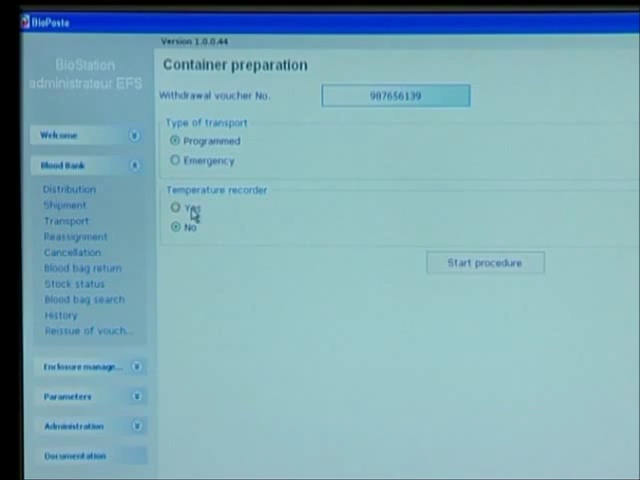 BioPoste
Version 1.0.0.44
BioStation
administrateur EFS
Container preparation
Withdrawal voucher No.
987656139
Type of transport
Programmed
Emergency
Temperature recorder
Yes
No
Start procedure
Welcome
Blood Bank
Distribution
Shipment
Transport
Reassignment
Cancellation
Blood bag return
Stock status
Blood bag search
History
Reissue of vouch...
Enclosure manage...
Parameters
Administration
Documentation